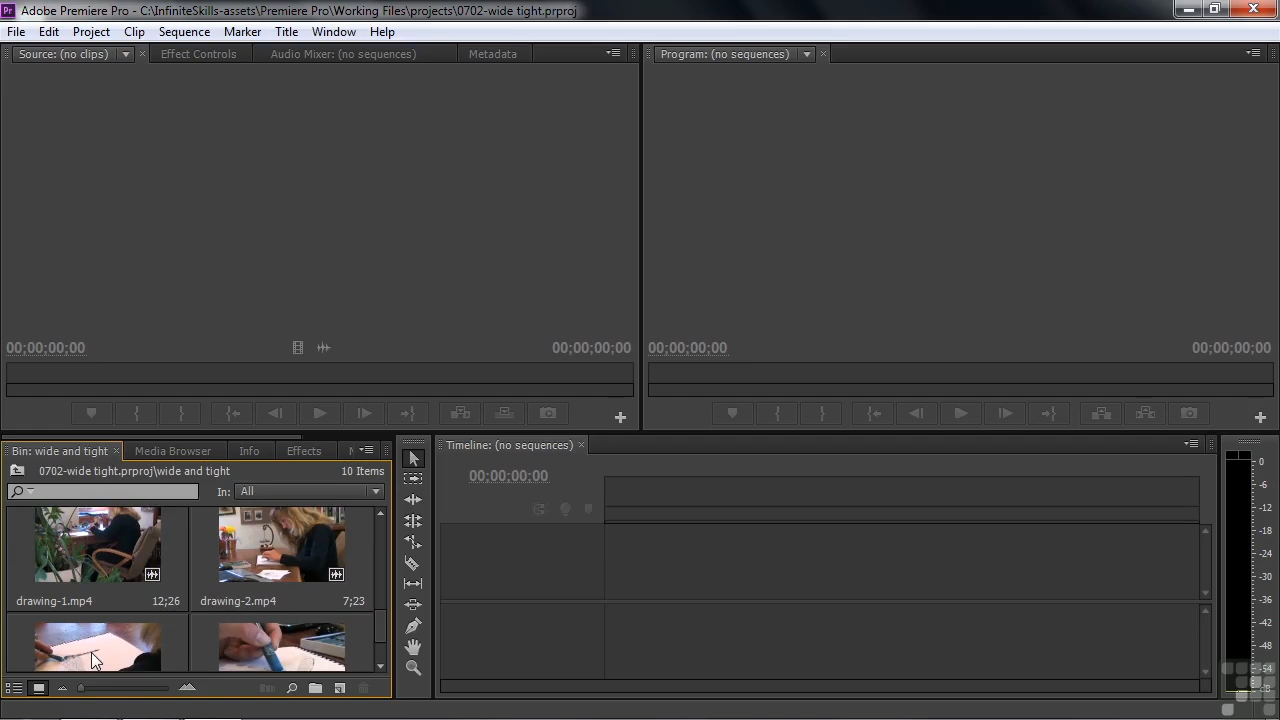 Pr Adobe Premiere Pro - C:\InfiniteSkills-assets\Premiere Pro\Working Files\projects\0702-wide tight.prproj
File Edit Project Clip Sequence Marker Title Window Help
Source: (no clips) Effect Controls Audio Mixer: (no sequences) Metadata
Program: (no sequences)
00;00;00;00 00;00;00;00
00;00;00;00 00;00;00;00
Bin: wide and tight Media Browser Info Effects
0702-wide tight.prproj\wide and tight 10 Items
In: All
drawing-1.mp4 12;26
drawing-2.mp4 7;23
Timeline: (no sequences)
00;00;00;00
0
-6
-12
-18
-24
-30
-36
-42
-48
-54